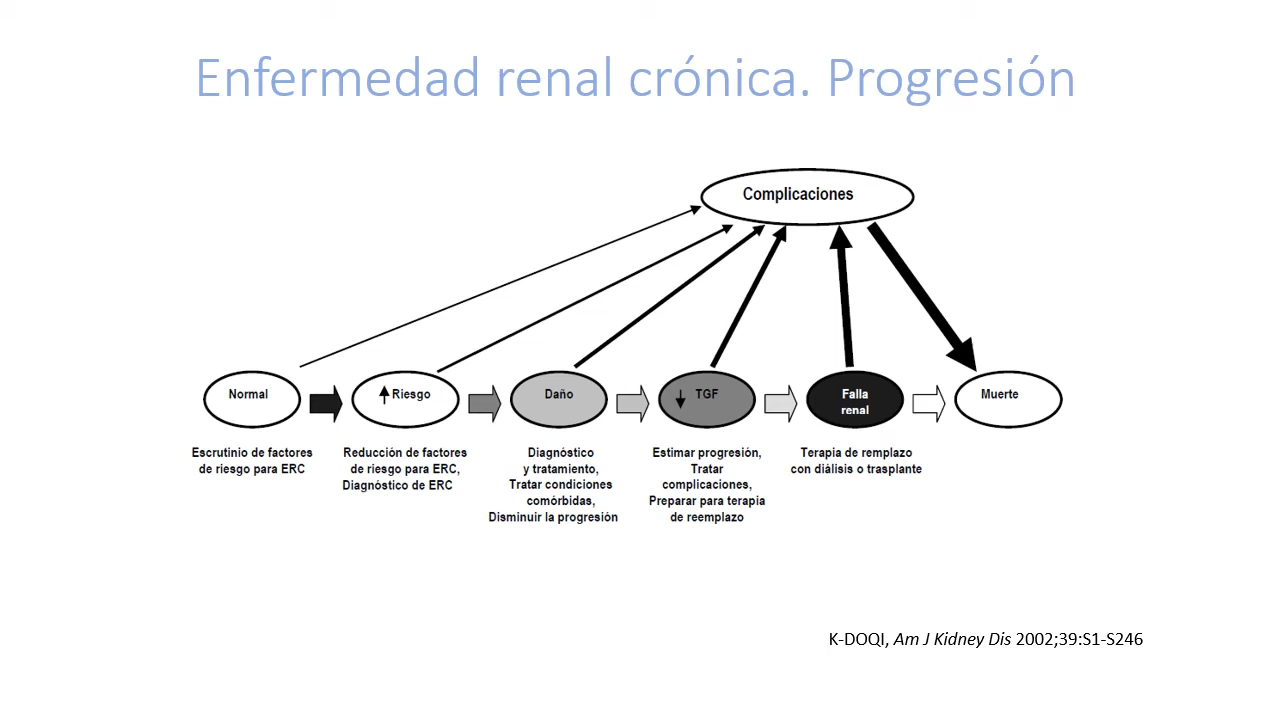 Enfermedad renal crónica. Progresión
Complicaciones
Normal
Riesgo
Daño
TGF
Falla
renal
Muerte
Escrutinio de factores
de riesgo para ERC
Reducción de factores
de riesgo para ERC,
Diagnóstico de ERC
Diagnóstico
y tratamiento,
Tratar condiciones
comórbidas,
Disminuir la progresión
Estimar progresión,
Tratar
complicaciones,
Preparar para terapia
de reemplazo
Terapia de remplazo
con diálisis o trasplante
K-DOQI, Am J Kidney Dis 2002;39:S1-S246